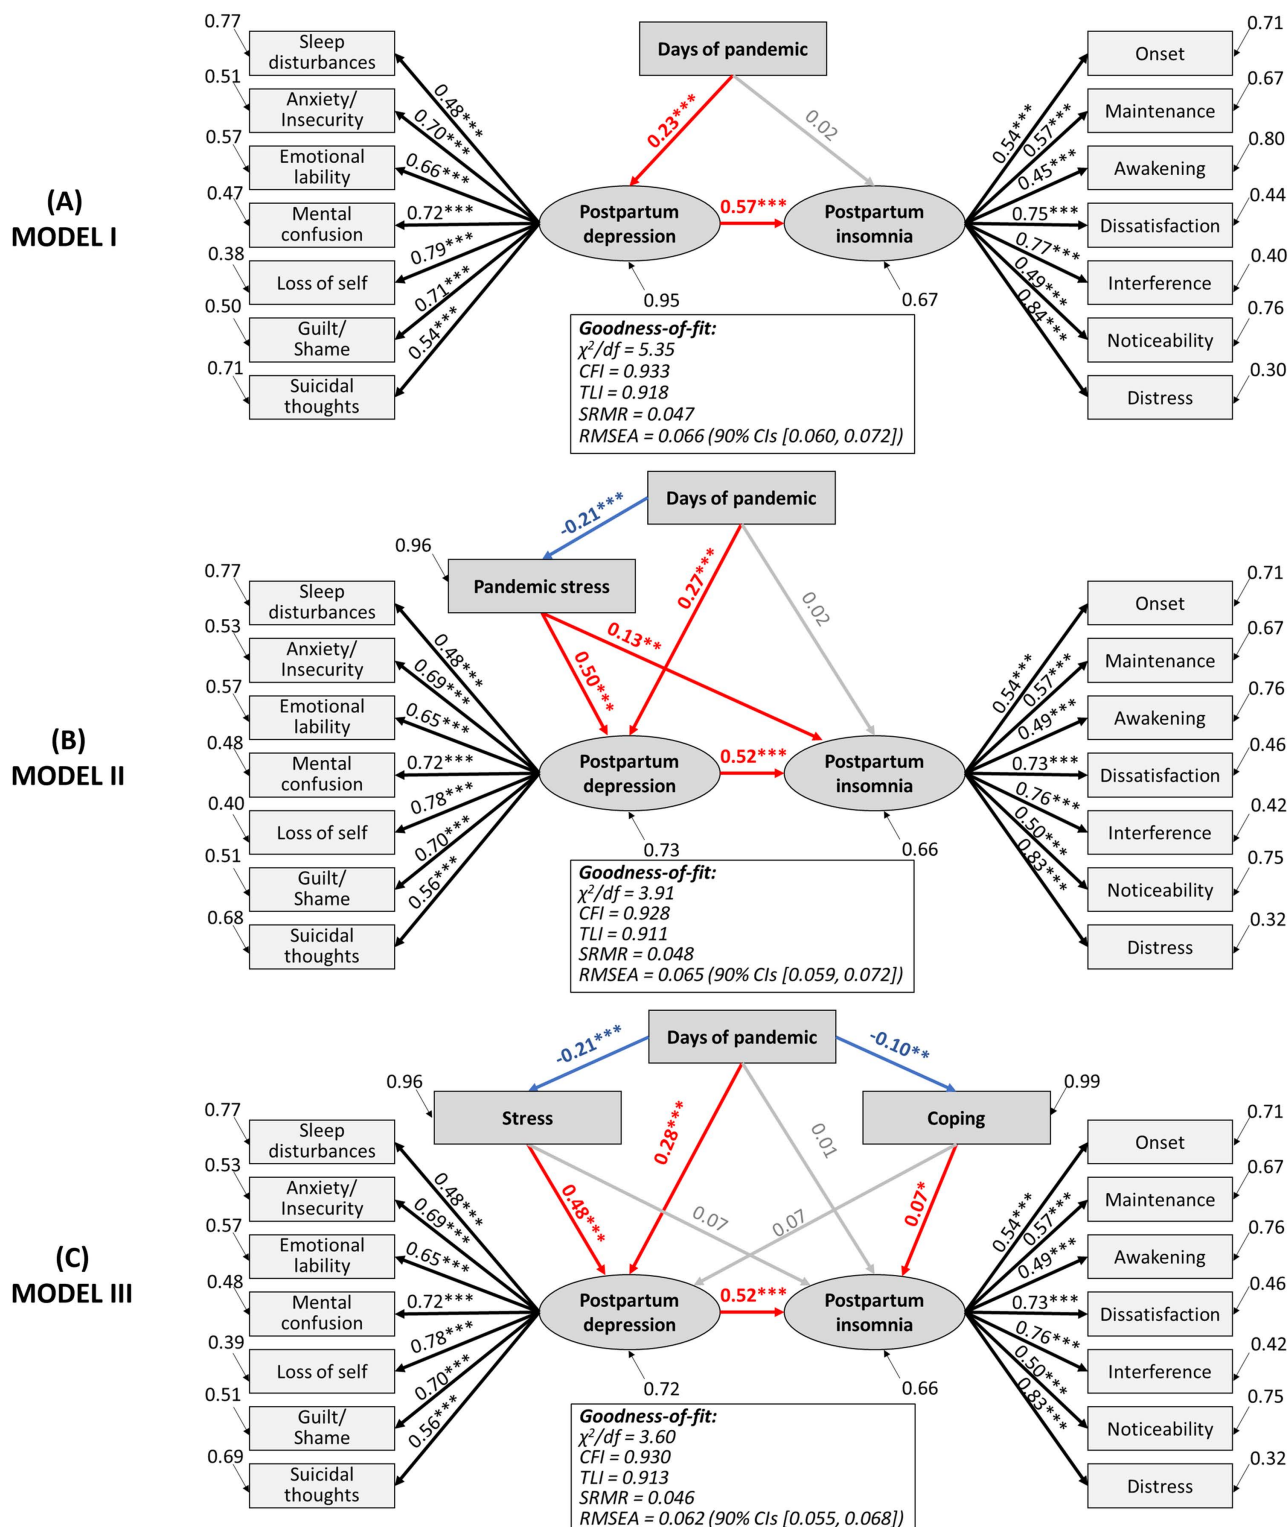 (A)
MODEL I
0.77
Sleep
disturbances
0.48***
0.51
Anxiety/
Insecurity
0.70***
0.57
Emotional
lability
0.66***
0.47
Mental
confusion
0.72***
0.38
Loss of self
0.79***
0.50
Guilt/
Shame
0.71***
0.71
Suicidal
thoughts
0.54***
Days of pandemic
0.23***
0.02
Postpartum
depression
0.57***
Postpartum
insomnia
0.95
0.67
Goodness-of-fit:
χ²/df = 5.35
CFI = 0.933
TLI = 0.918
SRMR = 0.047
RMSEA = 0.066 (90% CIs [0.060, 0.072])
0.54***
Onset
0.71
0.57***
Maintenance
0.67
0.45***
Awakening
0.80
0.75***
Dissatisfaction
0.44
0.77***
Interference
0.40
0.49***
Noticeability
0.76
0.84***
Distress
0.30
(B)
MODEL II
0.77
Sleep
disturbances
0.48***
0.53
Anxiety/
Insecurity
0.69***
0.57
Emotional
lability
0.65***
0.48
Mental
confusion
0.72***
0.40
Loss of self
0.78***
0.51
Guilt/
Shame
0.70***
0.68
Suicidal
thoughts
0.56***
Days of pandemic
-0.21***
0.96
Pandemic stress
0.27***
0.02
0.13**
0.50***
Postpartum
depression
0.52***
Postpartum
insomnia
0.73
0.66
Goodness-of-fit:
χ²/df = 3.91
CFI = 0.928
TLI = 0.911
SRMR = 0.048
RMSEA = 0.065 (90% CIs [0.059, 0.072])
0.54***
Onset
0.71
0.57***
Maintenance
0.67
0.49***
Awakening
0.76
0.73***
Dissatisfaction
0.46
0.76***
Interference
0.42
0.50***
Noticeability
0.75
0.83***
Distress
0.32
(C)
MODEL III
0.77
Sleep
disturbances
0.48***
0.53
Anxiety/
Insecurity
0.69***
0.57
Emotional
lability
0.65***
0.48
Mental
confusion
0.72***
0.39
Loss of self
0.78***
0.51
Guilt/
Shame
0.70***
0.69
Suicidal
thoughts
0.56***
Days of pandemic
-0.21***
-0.10**
0.96
Stress
Coping
0.99
0.28***
0.01
0.48***
0.07
0.07
0.07*
Postpartum
depression
0.52***
Postpartum
insomnia
0.72
0.66
Goodness-of-fit:
χ²/df = 3.60
CFI = 0.930
TLI = 0.913
SRMR = 0.046
RMSEA = 0.062 (90% CIs [0.055, 0.068])
0.54***
Onset
0.71
0.57***
Maintenance
0.67
0.49***
Awakening
0.76
0.73***
Dissatisfaction
0.46
0.76***
Interference
0.42
0.50***
Noticeability
0.75
0.83***
Distress
0.32